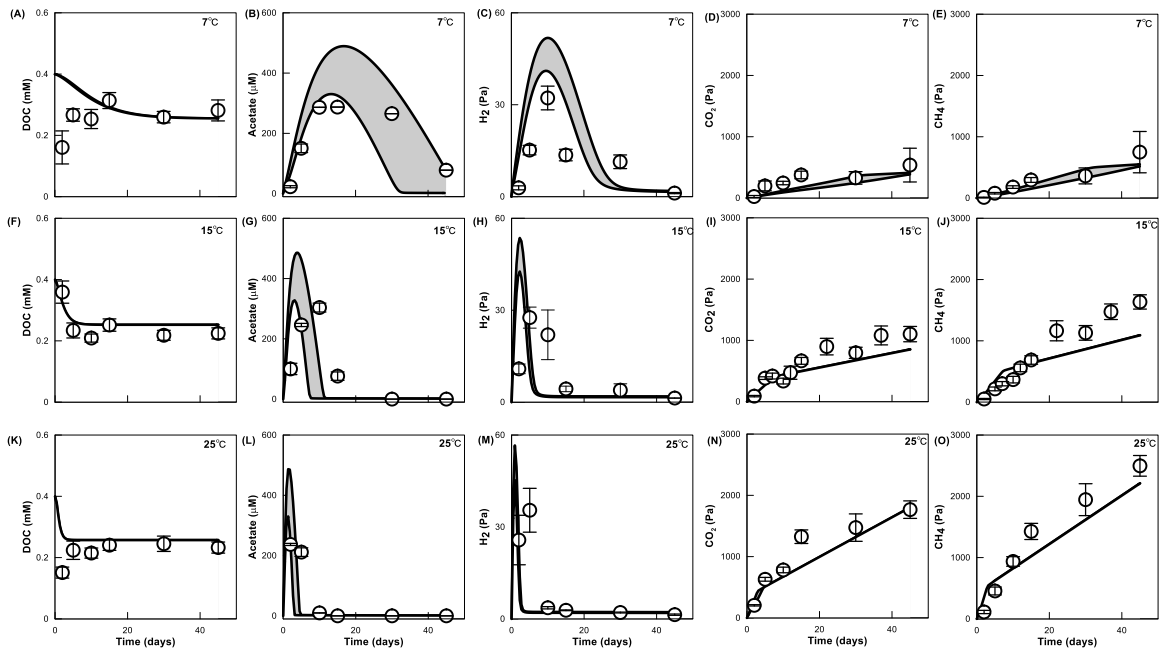 (A) 7°C
0.6
0.4
0.2
0
DOC (mM)
(B) 7°C
600
400
200
0
Acetate (μM)
(C) 7°C
60
30
0
H2 (Pa)
(D) 7°C
3000
2000
1000
0
CO2 (Pa)
(E) 7°C
3000
2000
1000
0
CH4 (Pa)
(F) 15°C
0.6
0.4
0.2
0
DOC (mM)
(G) 15°C
600
400
200
0
Acetate (μM)
(H) 15°C
60
30
0
H2 (Pa)
(I) 15°C
3000
2000
1000
0
CO2 (Pa)
(J) 15°C
3000
2000
1000
0
CH4 (Pa)
(K) 25°C
0.6
0.4
0.2
0
DOC (mM)
0 20 40
Time (days)
(L) 25°C
600
400
200
0
Acetate (μM)
0 20 40
Time (days)
(M) 25°C
60
30
0
H2 (Pa)
0 20 40
Time (days)
(N) 25°C
3000
2000
1000
0
CO2 (Pa)
0 20 40
Time (days)
(O) 25°C
3000
2000
1000
0
CH4 (Pa)
0 20 40
Time (days)